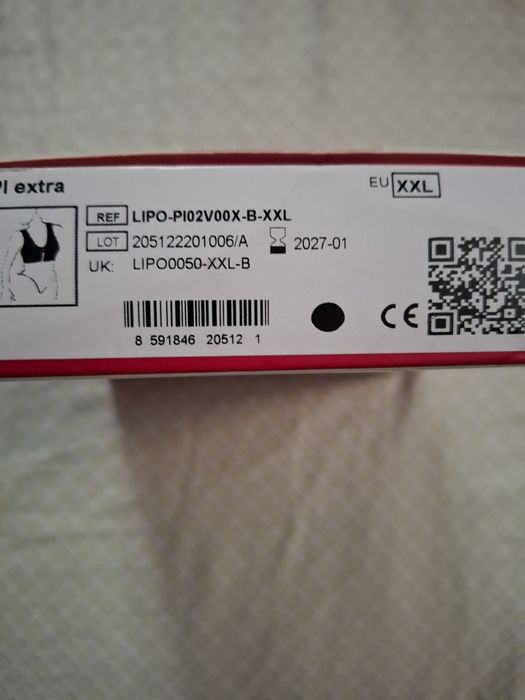 PI extra
EU XXL
REF LIPO-PI02V00X-B-XXL
LOT 205122201006/A 2027-01
UK: LIPO0050-XXL-B
CE
8 591846 20512 1